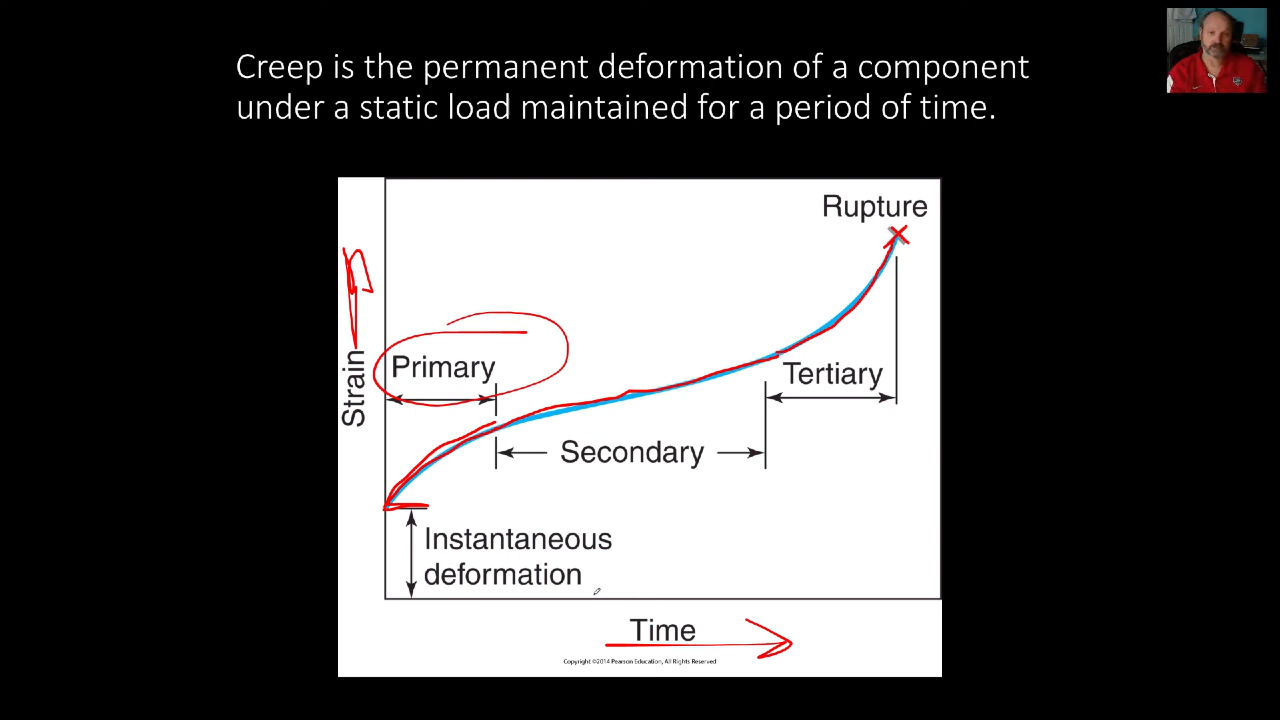 Creep is the permanent deformation of a component
under a static load maintained for a period of time.
Rupture
Primary
Tertiary
Strain
Secondary
Instantaneous
deformation
Time
Copyright ©2014 Pearson Education, All Rights Reserved